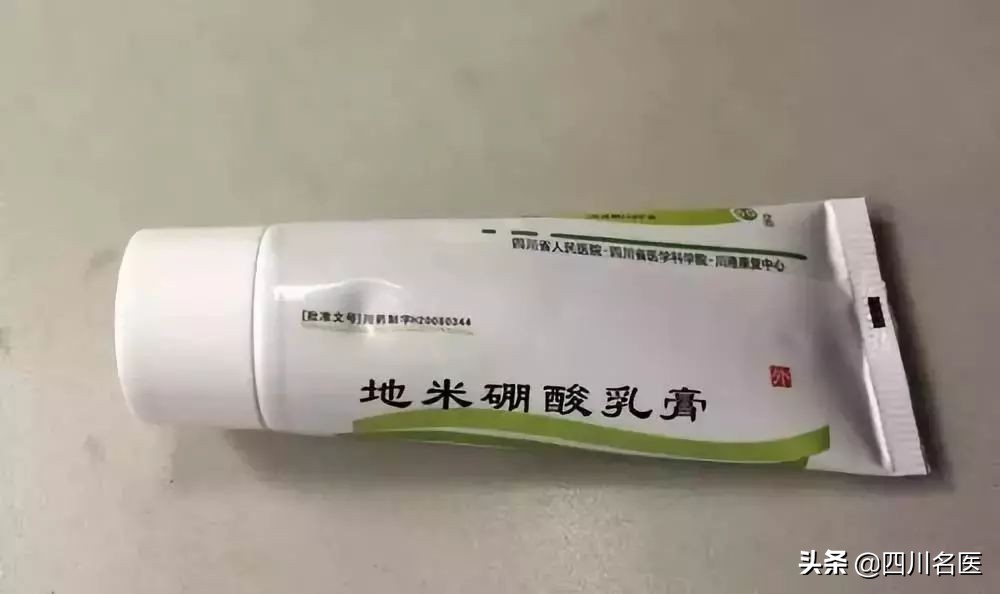 四川省人民医院·四川省医学科学院·川港康复中心
[批准文号]川药制字H20080344
地米硼酸乳膏
外
头条 @四川名医